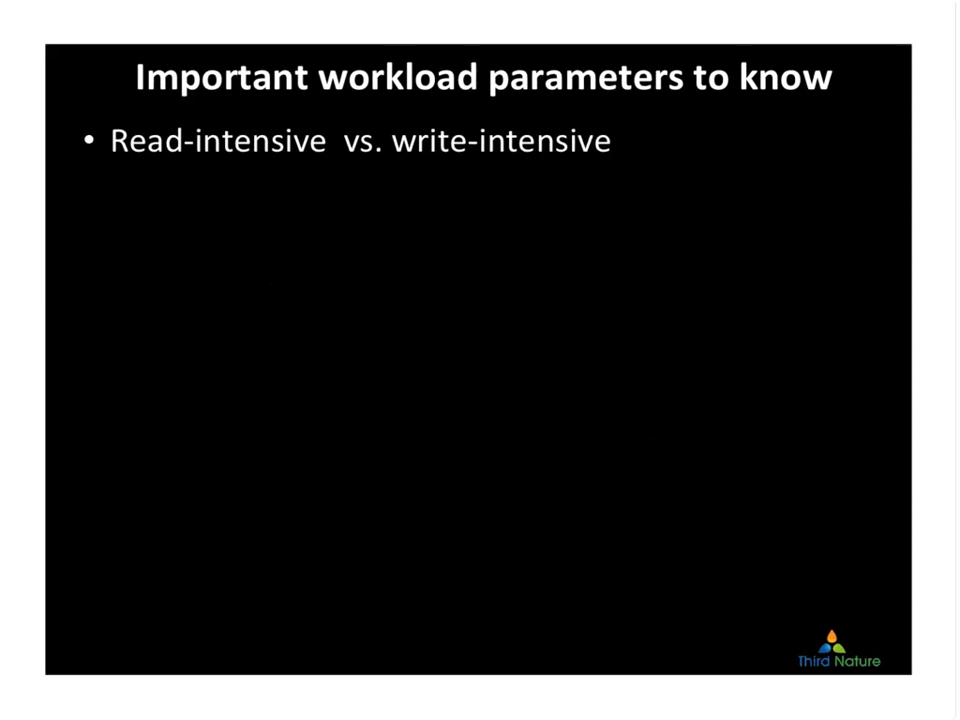 Important workload parameters to know
• Read-intensive vs. write-intensive
Third Nature